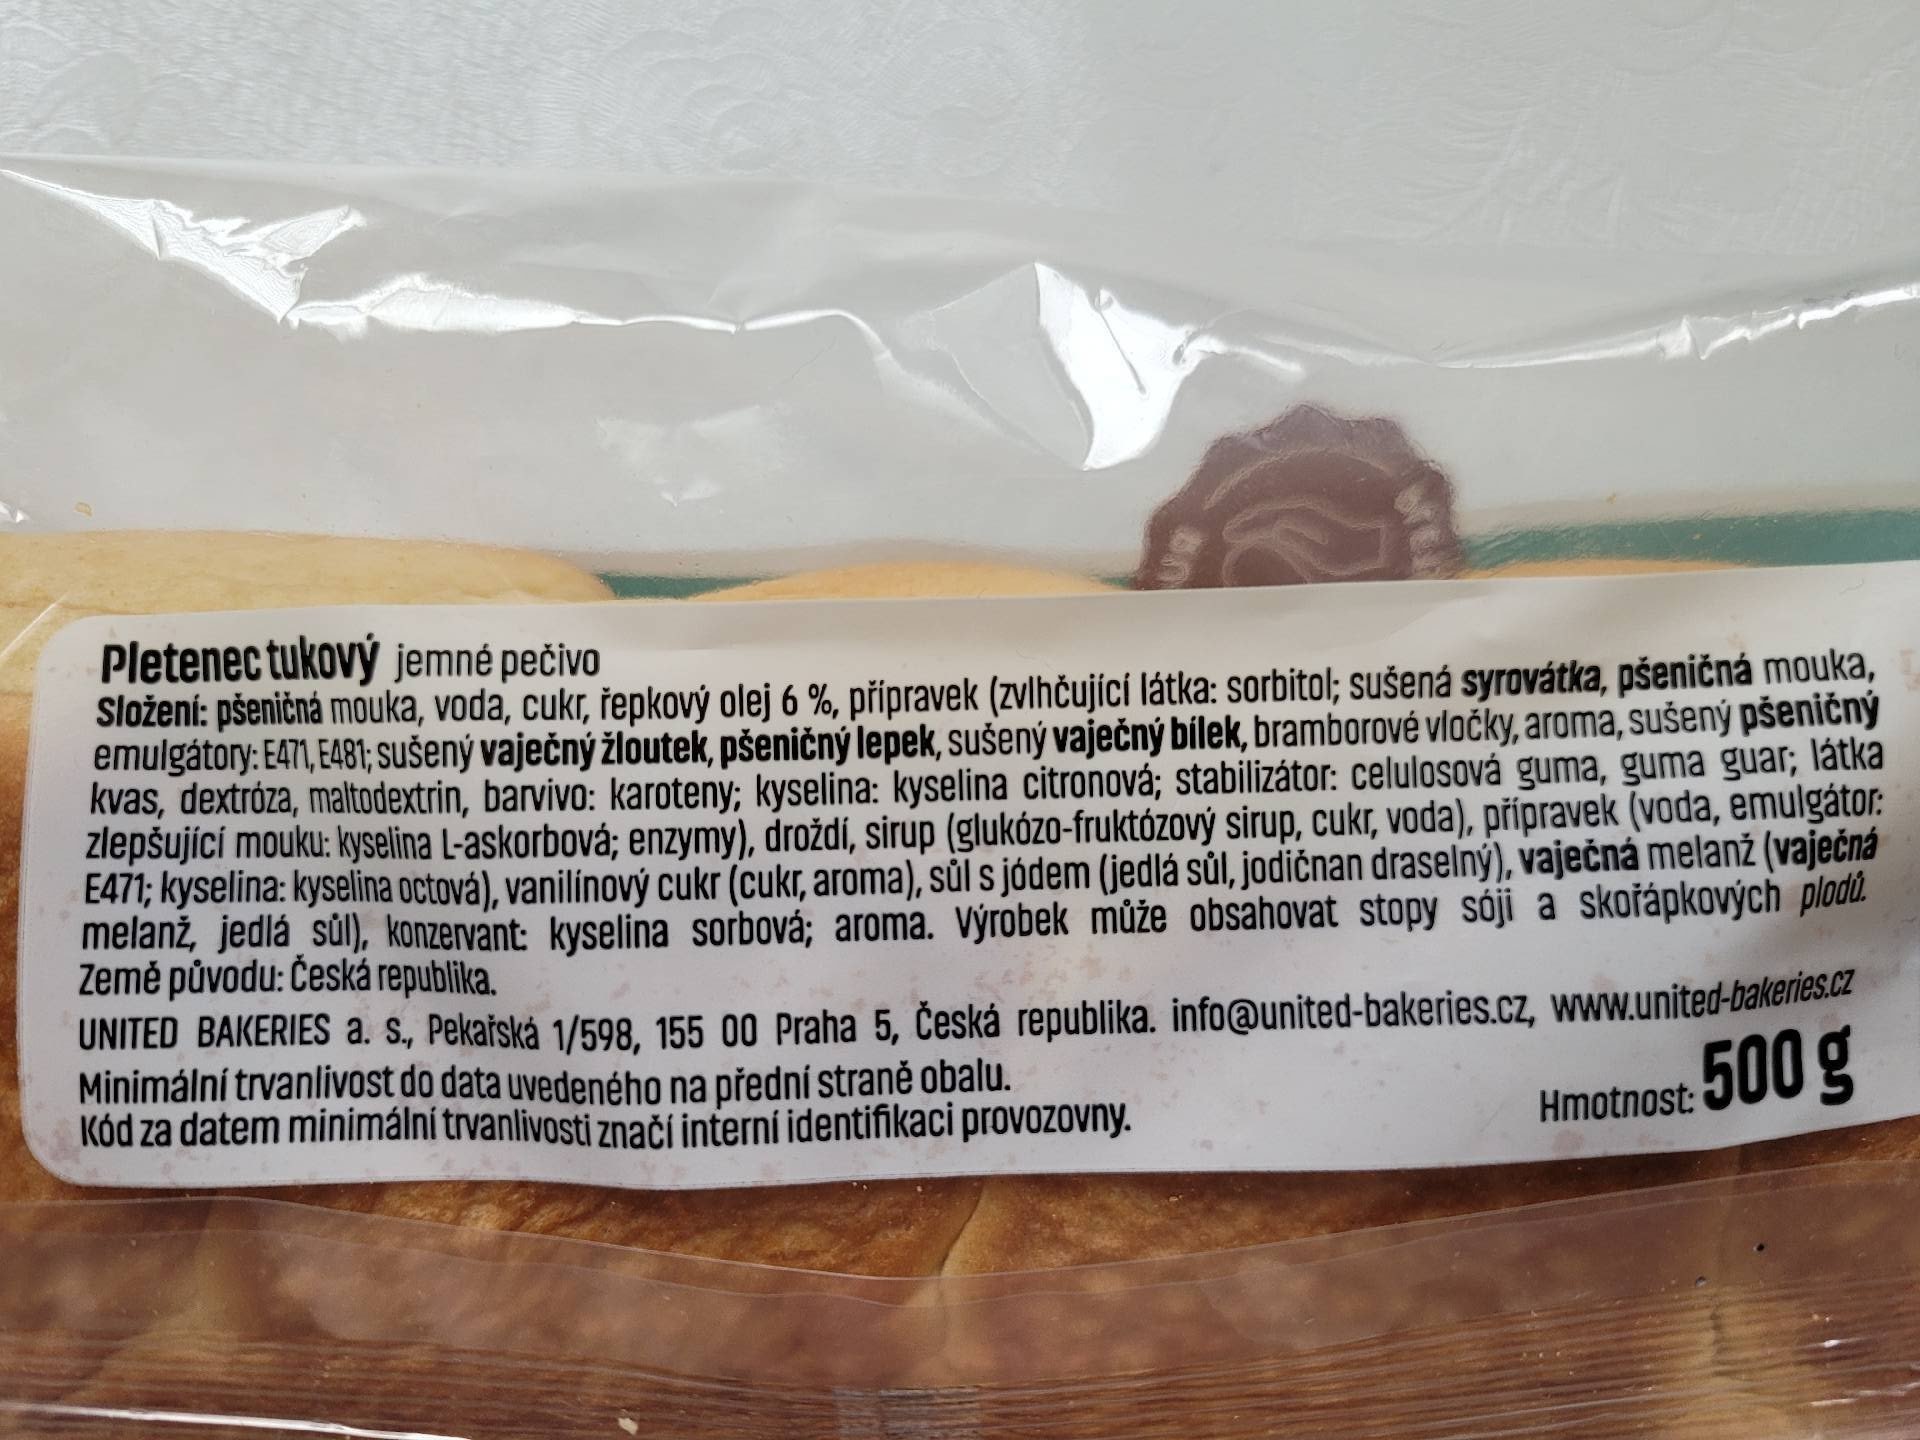 Pletenec tukový jemné pečivo
Složení: pšeničná mouka, voda, cukr, řepkový olej 6 %, přípravek (zvlhčující látka: sorbitol; sušená syrovátka, pšeničná mouka,
emulgátory: E471, E481; sušený vaječný žloutek, pšeničný lepek, sušený vaječný bílek, bramborové vločky, aroma, sušený pšeničný
kvas, dextróza, maltodextrin, barvivo: karoteny; kyselina: kyselina citronová; stabilizátor: celulosová guma, guma guar; látka
zlepšující mouku: kyselina L-askorbová; enzymy), droždí, sirup (glukózo-fruktózový sirup, cukr, voda), přípravek (voda, emulgátor:
E471; kyselina: kyselina octová), vanilínový cukr (cukr, aroma), sůl s jódem (jedlá sůl, jodičnan draselný), vaječná melanž (vaječná
melanž, jedlá sůl), konzervant: kyselina sorbová; aroma. Výrobek může obsahovat stopy sóji a skořápkových plodů.
Země původu: Česká republika.
UNITED BAKERIES a. s., Pekařská 1/598, 155 00 Praha 5, Česká republika. info@united-bakeries.cz, www.united-bakeries.cz
Minimální trvanlivost do data uvedeného na přední straně obalu.
Kód za datem minimální trvanlivosti značí interní identifikaci provozovny.
Hmotnost: 500 g